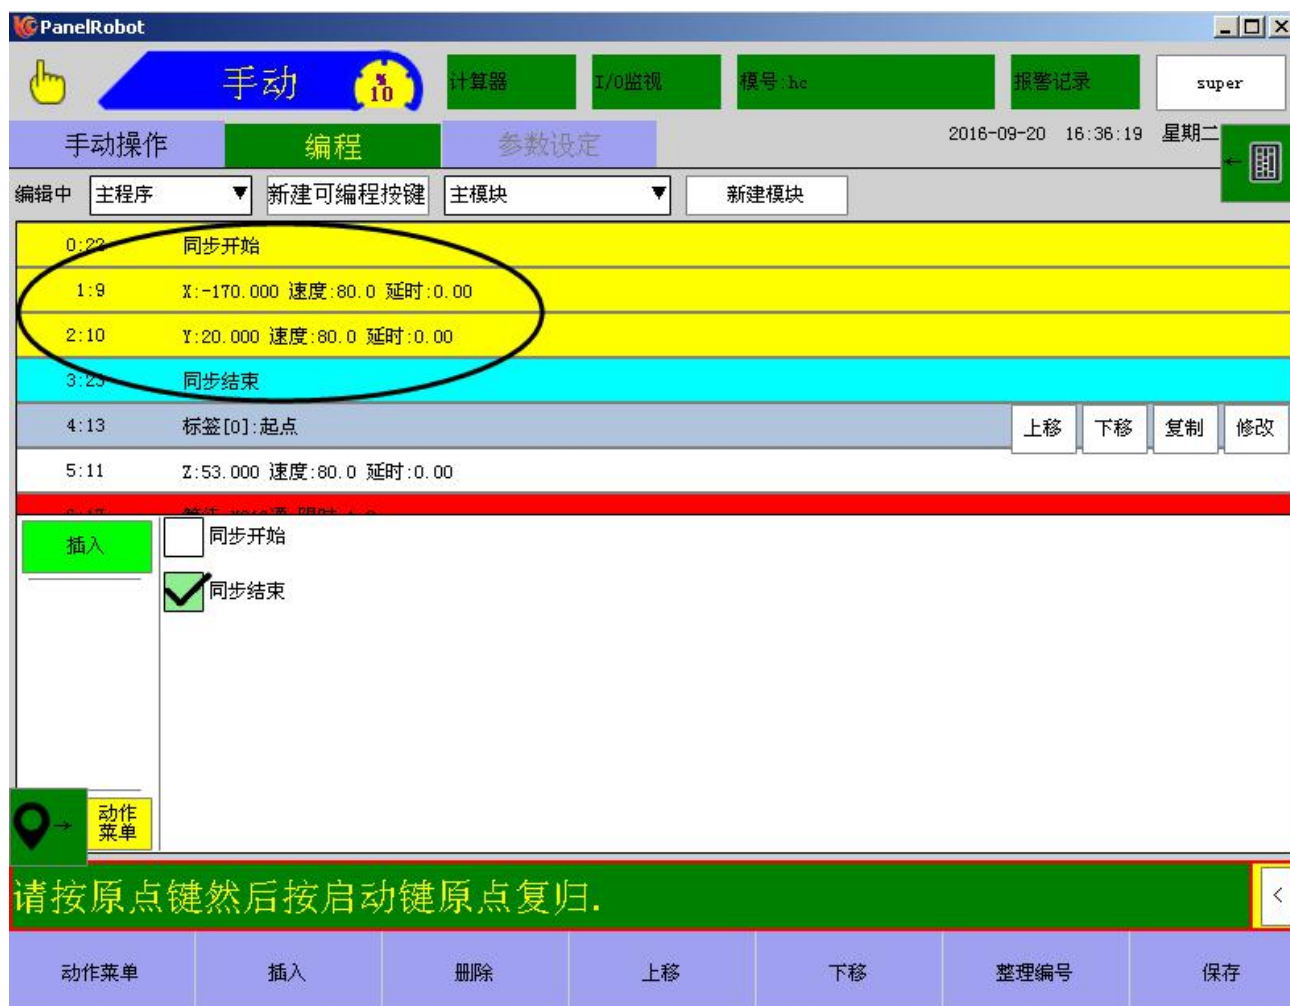 PanelRobot
手动 % 10 计算器 I/O监视 模号:hc 报警记录 super
手动操作 编程 参数设定 2016-09-20 16:36:19 星期二
编辑中 主程序 新建可编程按键 主模块 新建模块
0:22 同步开始
1:9 X:-170.000 速度:80.0 延时:0.00
2:10 Y:20.000 速度:80.0 延时:0.00
3:23 同步结束
4:13 标签[0]:起点 上移 下移 复制 修改
5:11 Z:53.000 速度:80.0 延时:0.00
插入 同步开始
同步结束
动作
菜单
请按原点键然后按启动键原点复归.
动作菜单 插入 删除 上移 下移 整理编号 保存